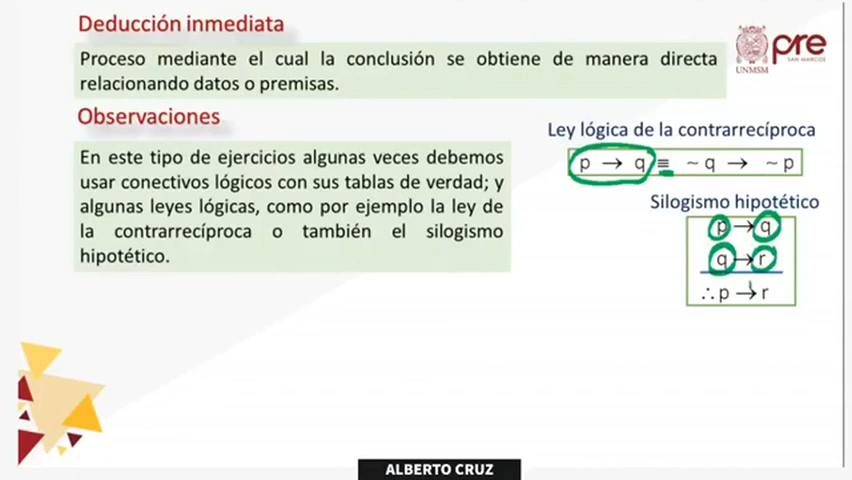 Deducción inmediata
Proceso mediante el cual la conclusión se obtiene de manera directa
relacionando datos o premisas.
UNMSM
pre
SAN MARCOS
Observaciones
En este tipo de ejercicios algunas veces debemos
usar conectivos lógicos con sus tablas de verdad; y
algunas leyes lógicas, como por ejemplo la ley de
la contrarrecíproca o también el silogismo
hipotético.
Ley lógica de la contrarrecíproca
p → q ≡ ~ q → ~ p
Silogismo hipotético
p → q
q → r
∴ p → r
ALBERTO CRUZ